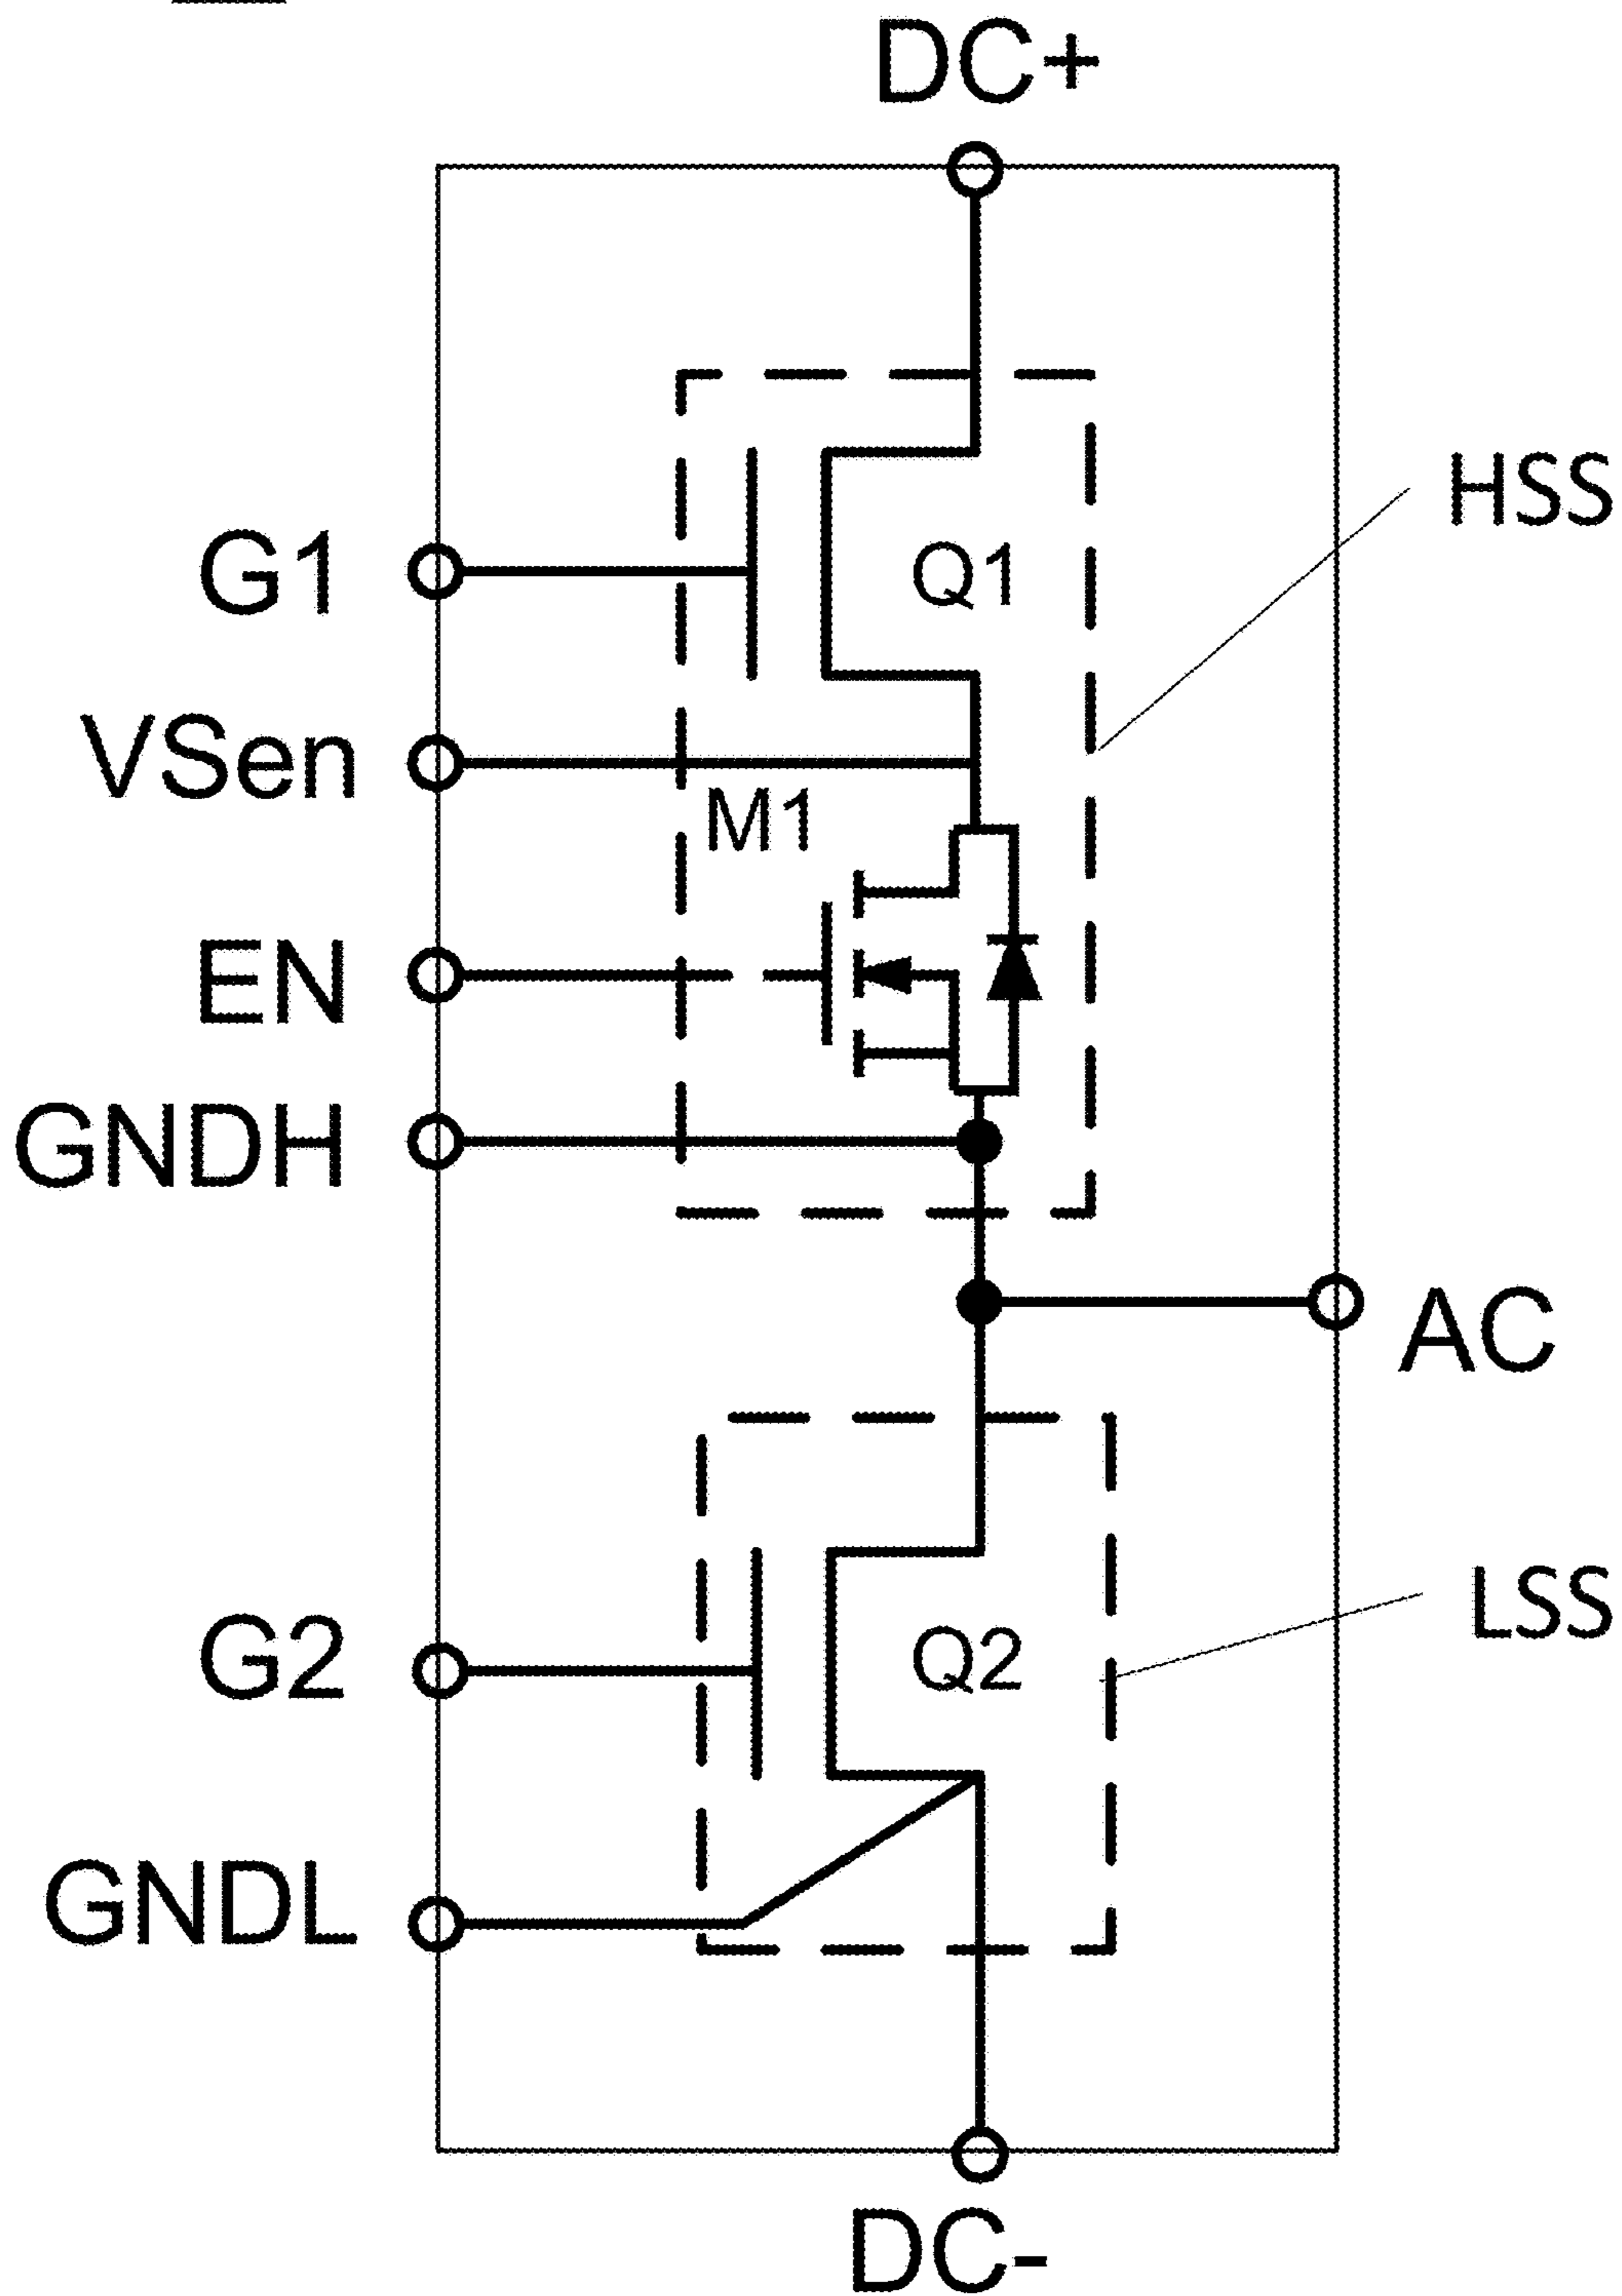 DC+
HSS
G1
Q1
VSen
M1
EN
GNDH
AC
LSS
G2
Q2
GNDL
DC-